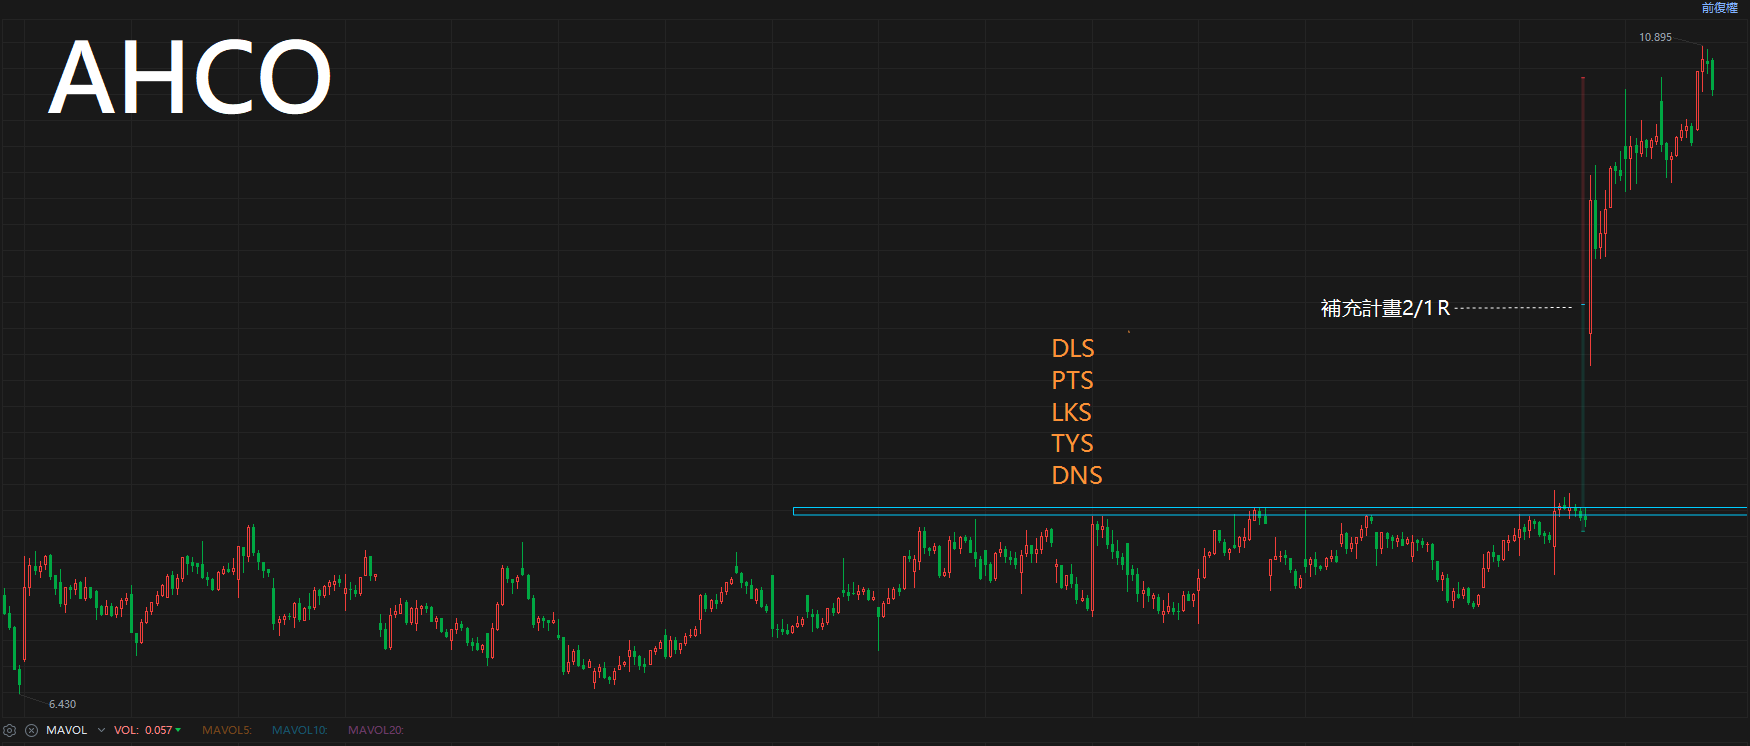 前復權
AHCO
10.895
補充計畫2/1R
DLS
PTS
LKS
TYS
DNS
6.430
MAVOL VOL: 0.057 MAVOL5: MAVOL10: MAVOL20: